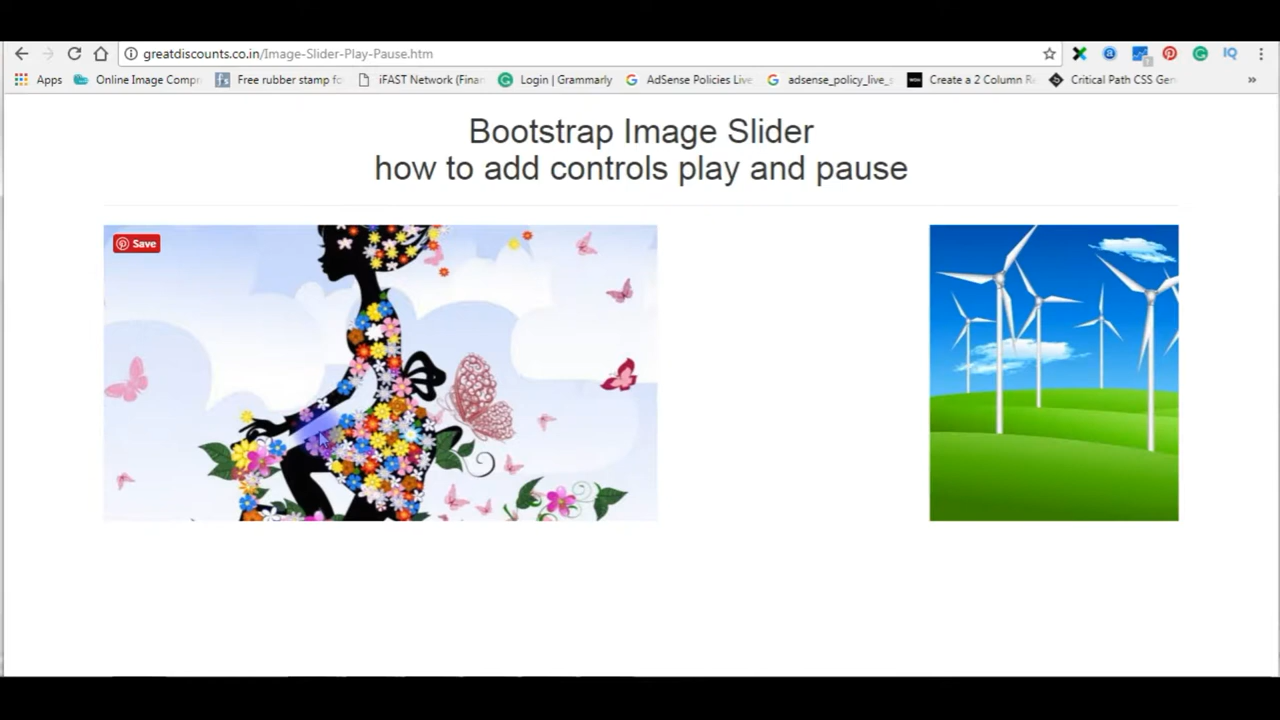 greatdiscounts.co.in/Image-Slider-Play-Pause.htm
Apps Online Image Compr Free rubber stamp fo iFAST Network (Finan Login | Grammarly AdSense Policies Live adsense_policy_live_s Create a 2 Column R Critical Path CSS Gen »
Bootstrap Image Slider
how to add controls play and pause
Save